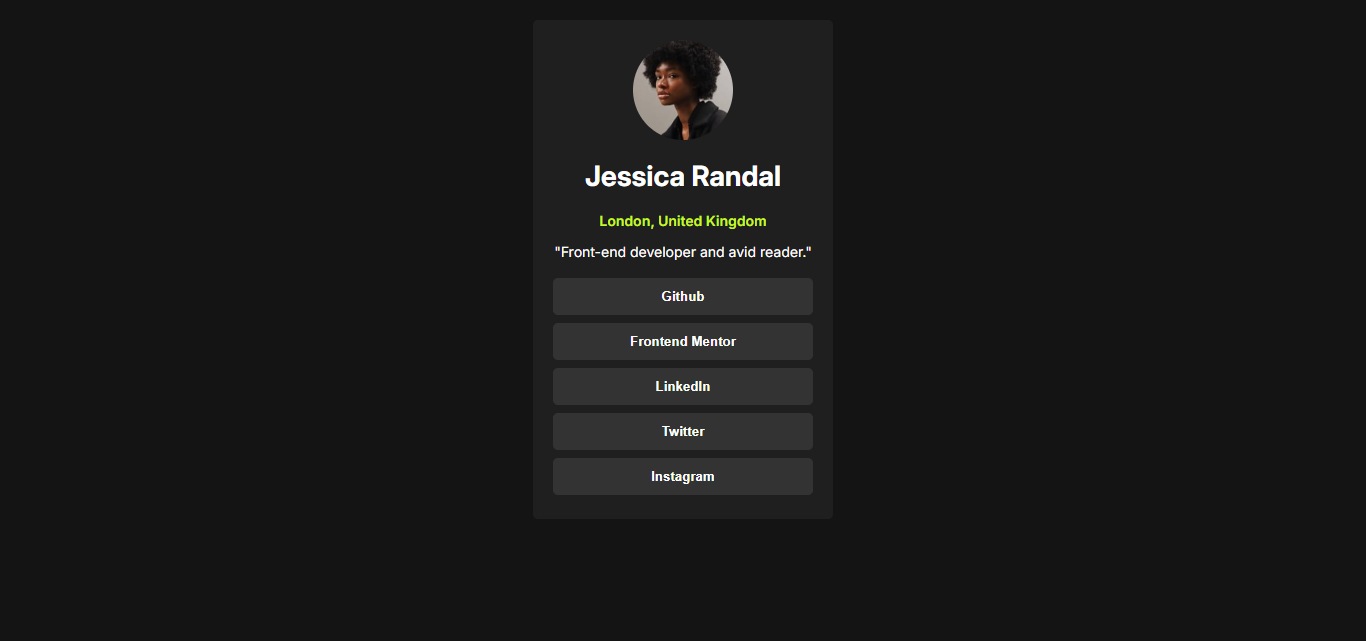 Jessica Randal
London, United Kingdom
"Front-end developer and avid reader."
Github
Frontend Mentor
LinkedIn
Twitter
Instagram